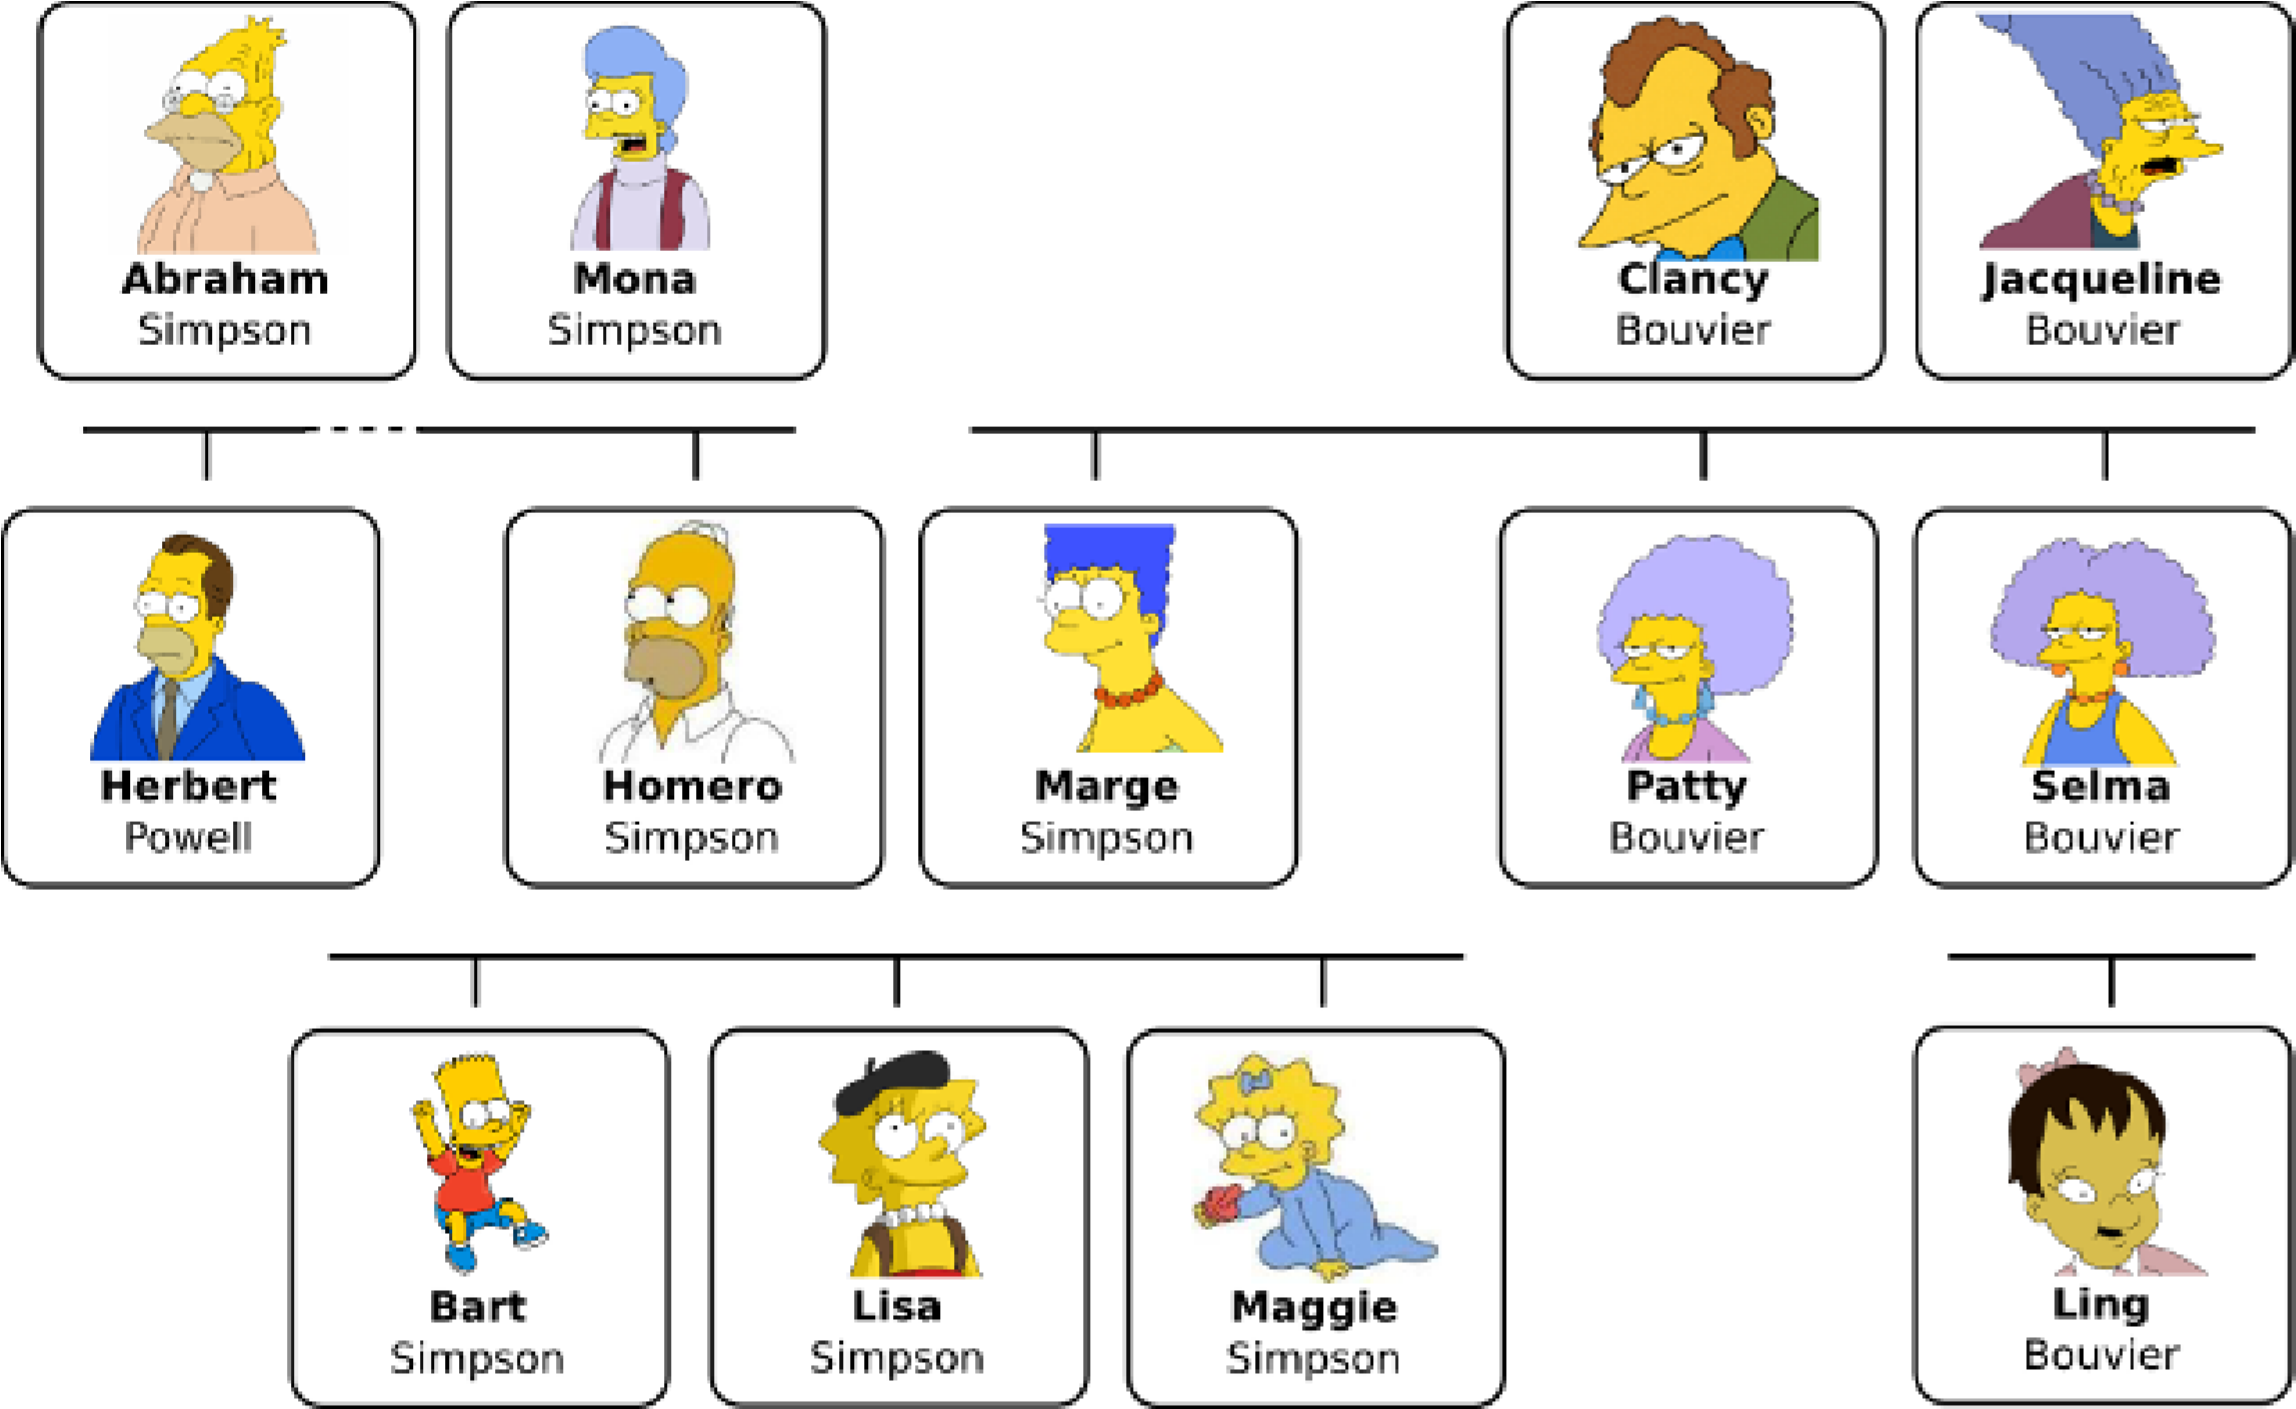 Abraham
Simpson
Mona
Simpson
Clancy
Bouvier
Jacqueline
Bouvier
Herbert
Powell
Homero
Simpson
Marge
Simpson
Patty
Bouvier
Selma
Bouvier
Bart
Simpson
Lisa
Simpson
Maggie
Simpson
Ling
Bouvier